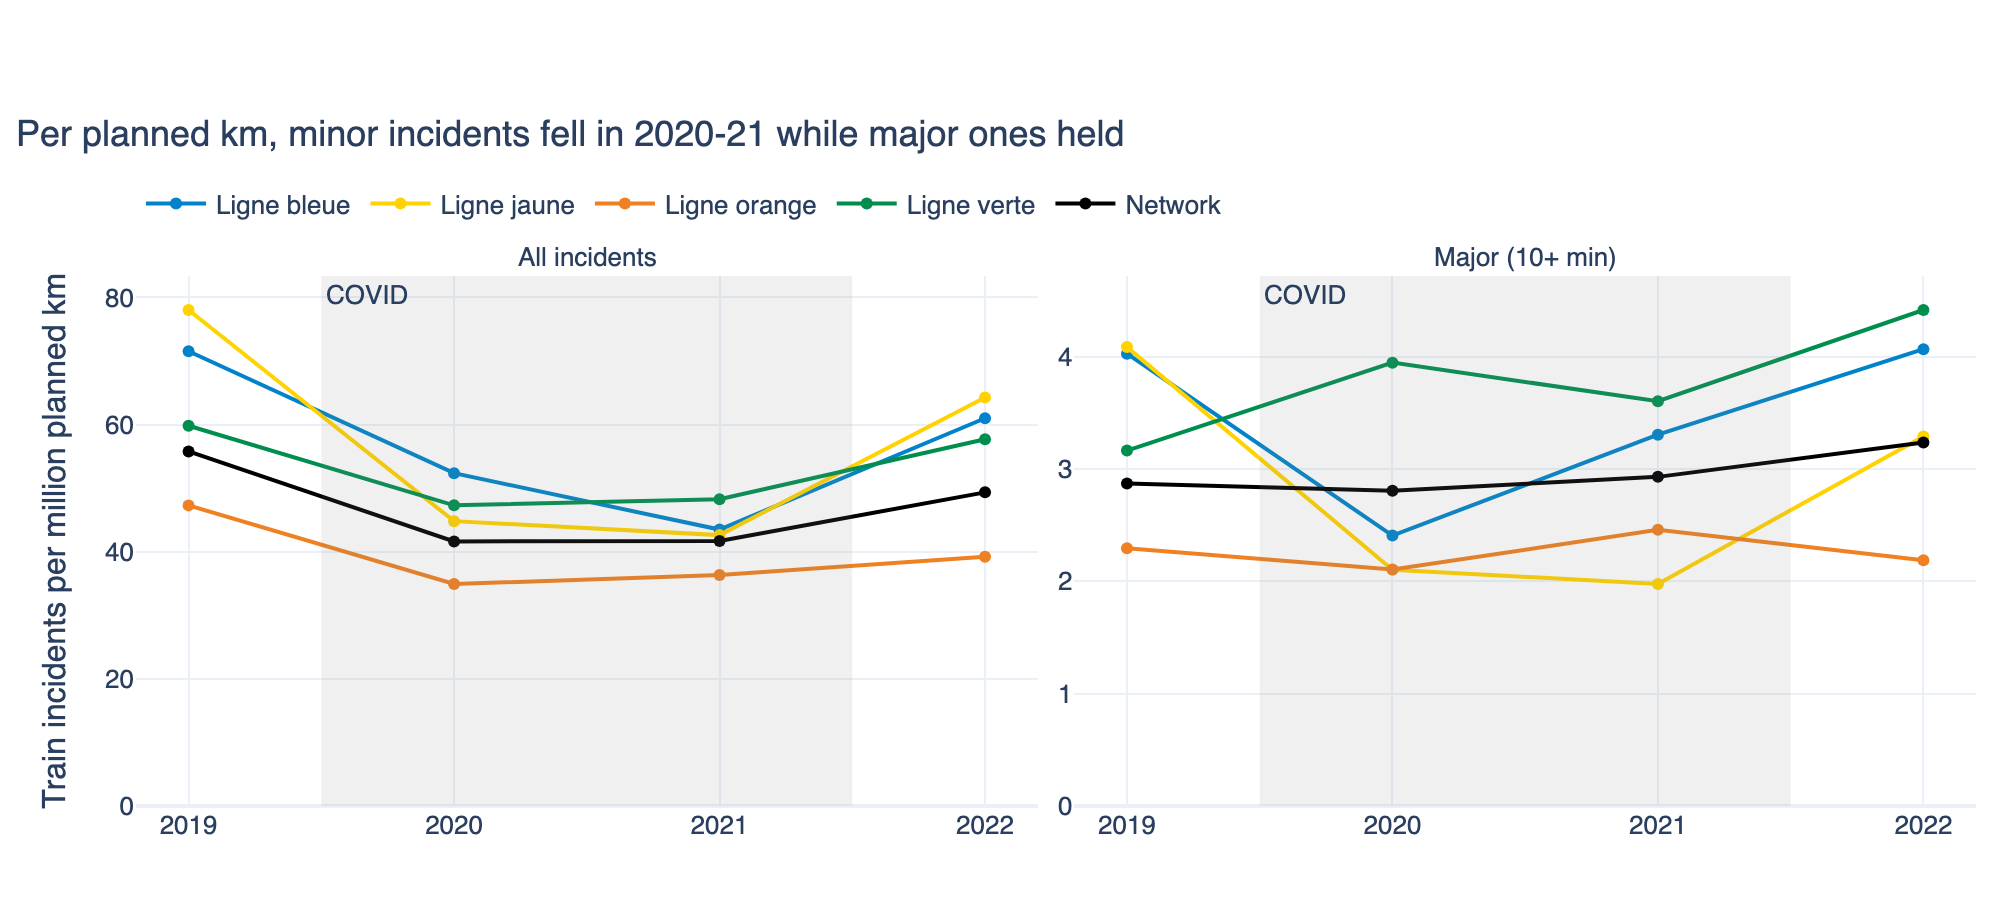 Per planned km, minor incidents fell in 2020-21 while major ones held
Ligne bleue
Ligne jaune
Ligne orange
Ligne verte
Network
All incidents
Major (10+ min)
Train incidents per million planned km
80
60
40
20
0
COVID
2019
2020
2021
2022
4
3
2
1
0
COVID
2019
2020
2021
2022